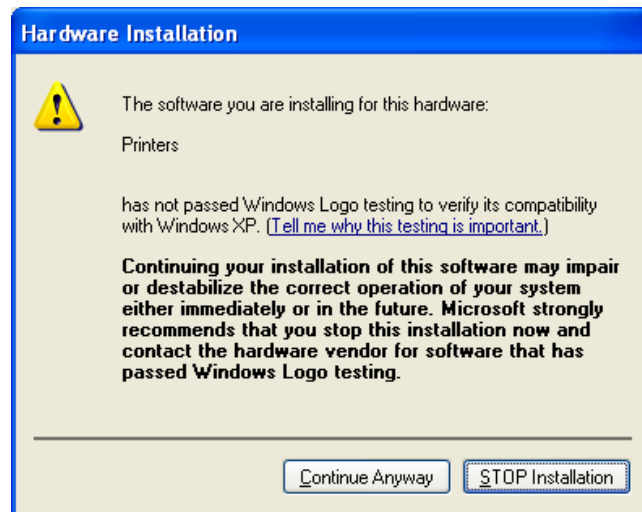 Hardware Installation
The software you are installing for this hardware:
Printers
has not passed Windows Logo testing to verify its compatibility
with Windows XP. (Tell me why this testing is important.)
Continuing your installation of this software may impair
or destabilize the correct operation of your system
either immediately or in the future. Microsoft strongly
recommends that you stop this installation now and
contact the hardware vendor for software that has
passed Windows Logo testing.
Continue Anyway
STOP Installation